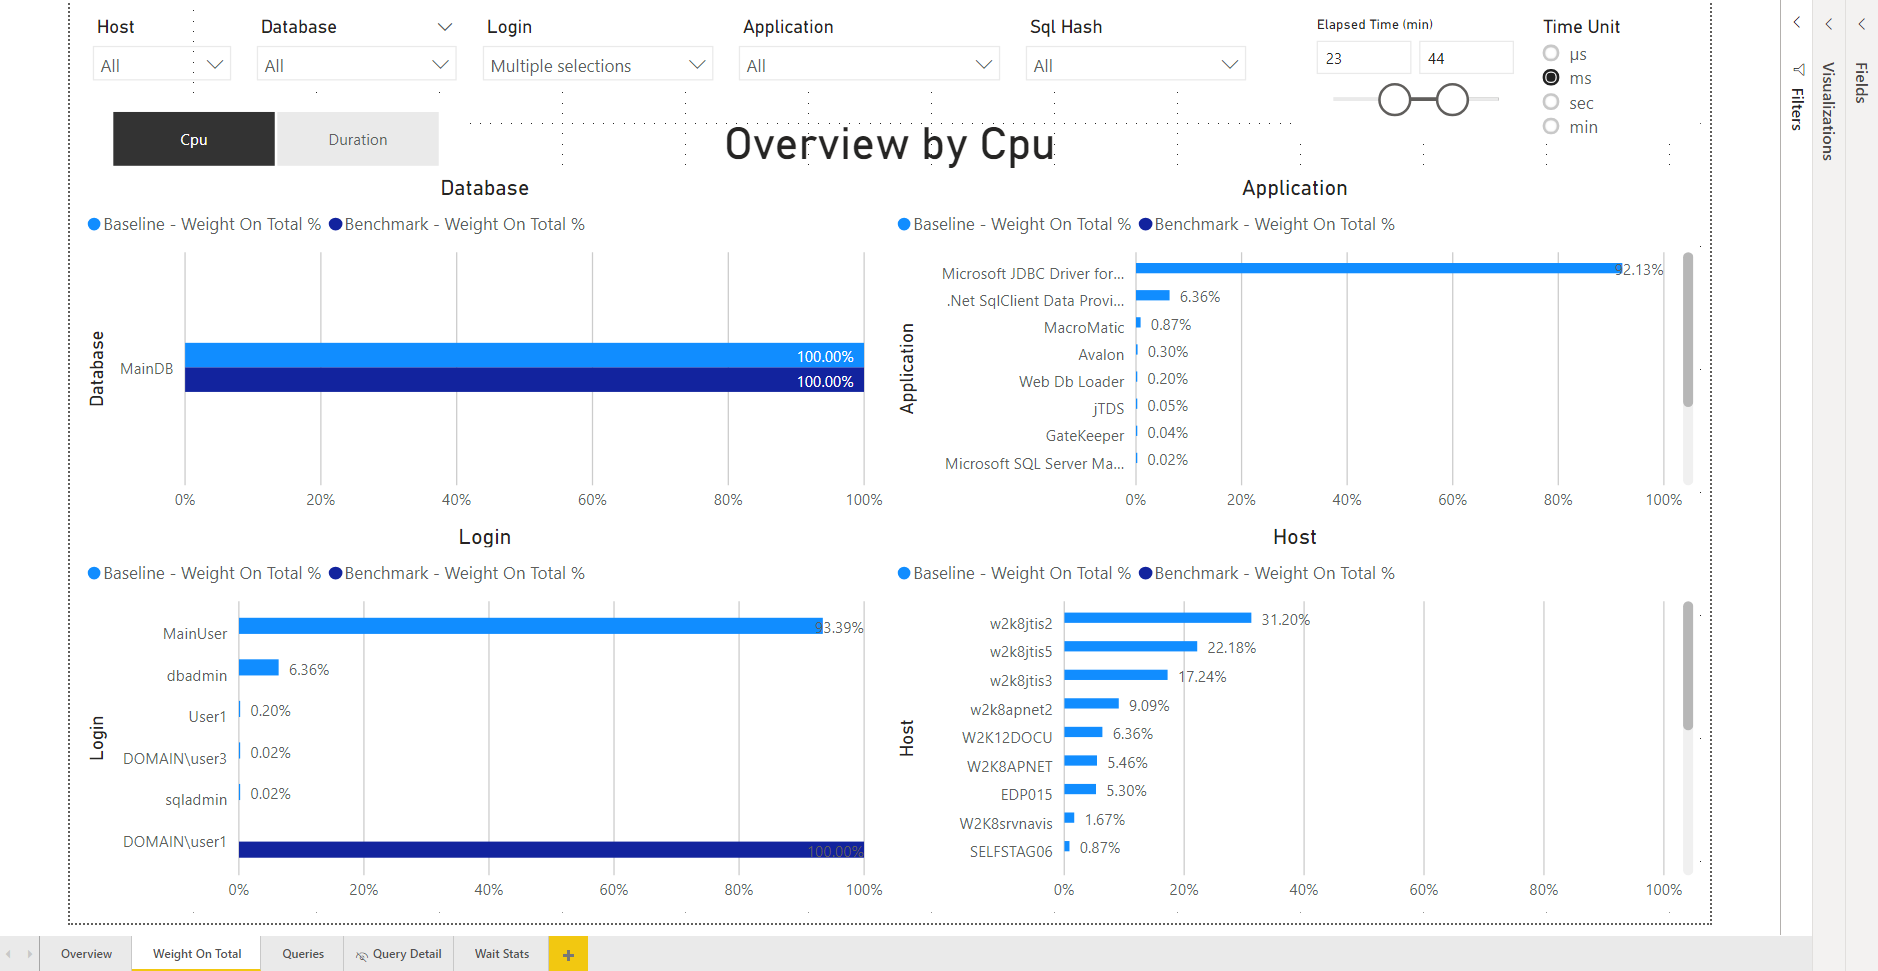 Host
Database
Login
Application
Sql Hash
Elapsed Time (min)
Time Unit
All
All
Multiple selections
All
All
23
44
µs
ms
sec
min
Filters
Visualizations
Fields
Cpu
Duration
Overview by Cpu
Database
Baseline - Weight On Total %
Benchmark - Weight On Total %
Database
MainDB
100.00%
100.00%
0%
20%
40%
60%
80%
100%
Application
Baseline - Weight On Total %
Benchmark - Weight On Total %
Application
Microsoft JDBC Driver for... 92.13%
.Net SqlClient Data Provi... 6.36%
MacroMatic 0.87%
Avalon 0.30%
Web Db Loader 0.20%
jTDS 0.05%
GateKeeper 0.04%
Microsoft SQL Server Ma... 0.02%
0%
20%
40%
60%
80%
100%
Login
Baseline - Weight On Total %
Benchmark - Weight On Total %
Login
MainUser 93.39%
dbadmin 6.36%
User1 0.20%
DOMAIN\user3 0.02%
sqladmin 0.02%
DOMAIN\user1 100.00%
0%
20%
40%
60%
80%
100%
Host
Baseline - Weight On Total %
Benchmark - Weight On Total %
Host
w2k8jtis2 31.20%
w2k8jtis5 22.18%
w2k8jtis3 17.24%
w2k8apnet2 9.09%
W2K12DOCU 6.36%
W2K8APNET 5.46%
EDP015 5.30%
W2K8srvnavis 1.67%
SELFSTAG06 0.87%
0%
20%
40%
60%
80%
100%
Overview
Weight On Total
Queries
Query Detail
Wait Stats
+